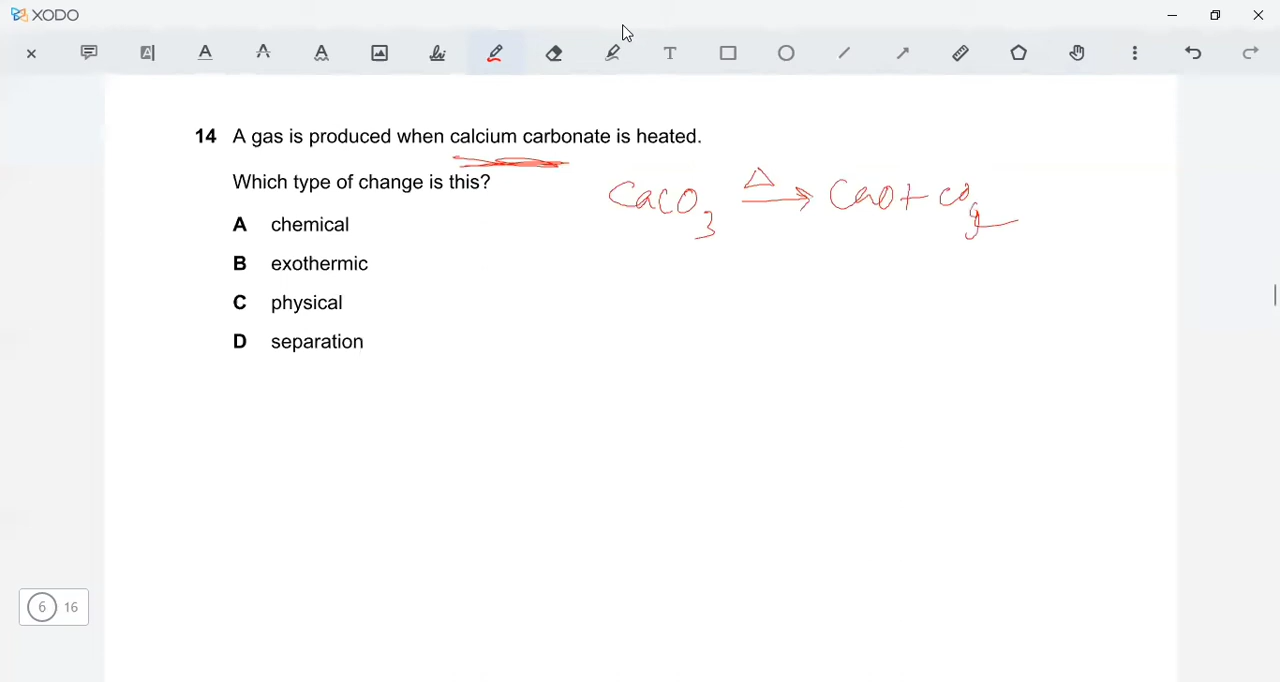 XODO
T
14 A gas is produced when calcium carbonate is heated.
Which type of change is this?
CaCO3 Δ→ CaO + CO2
A chemical
B exothermic
C physical
D separation
6 16